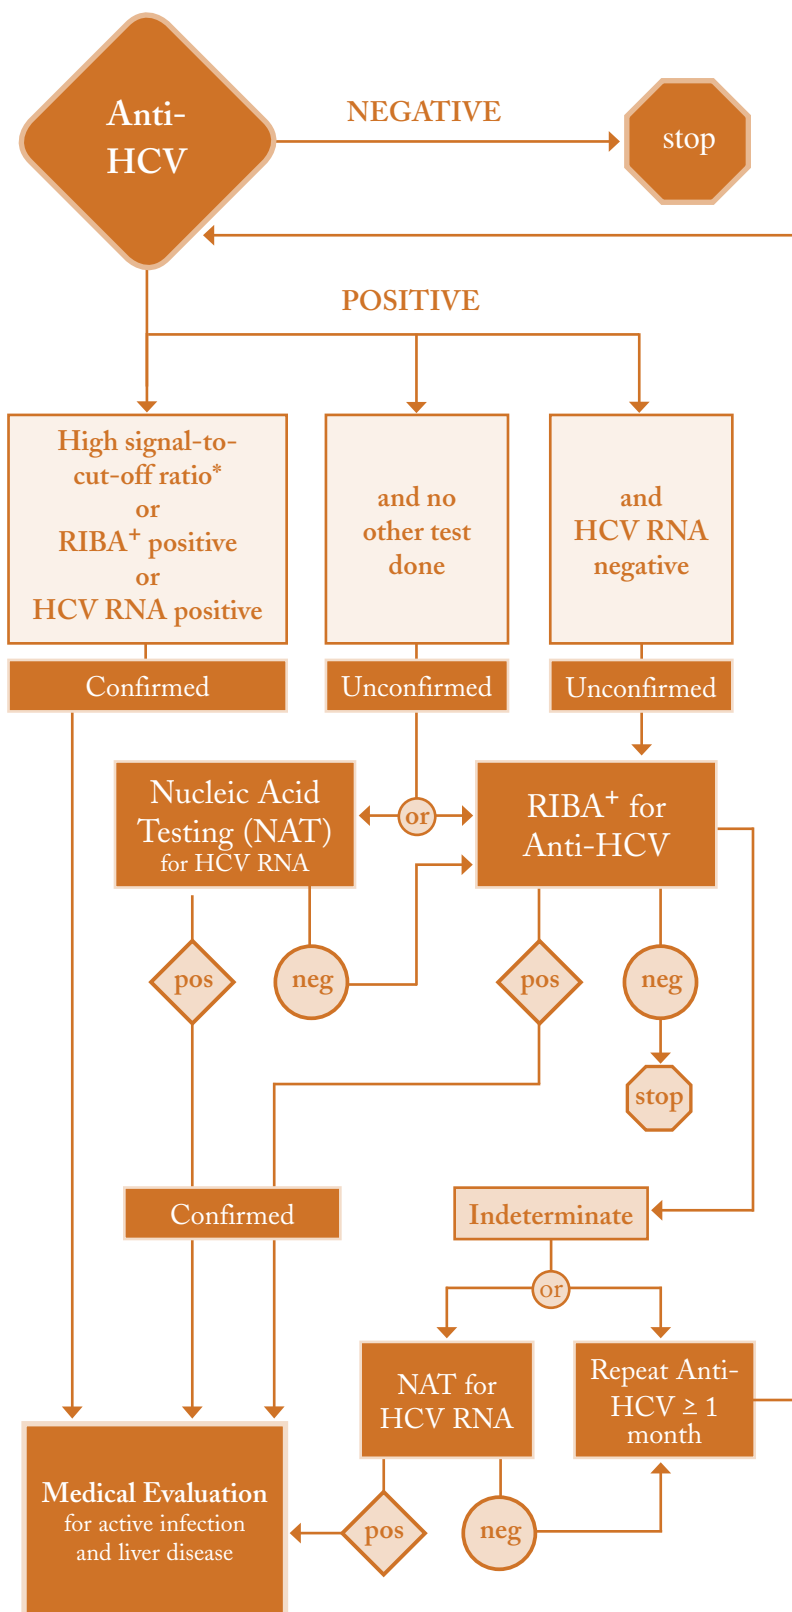 Anti-
HCV
NEGATIVE
stop
POSITIVE
High signal-to-
cut-off ratio*
or
RIBA⁺ positive
or
HCV RNA positive
and no
other test
done
and
HCV RNA
negative
Confirmed
Unconfirmed
Unconfirmed
Nucleic Acid
Testing (NAT)
for HCV RNA
or
RIBA⁺ for
Anti-HCV
pos
neg
pos
neg
stop
Confirmed
Indeterminate
or
NAT for
HCV RNA
Repeat Anti-
HCV ≥ 1
month
Medical Evaluation
for active infection
and liver disease
pos
neg